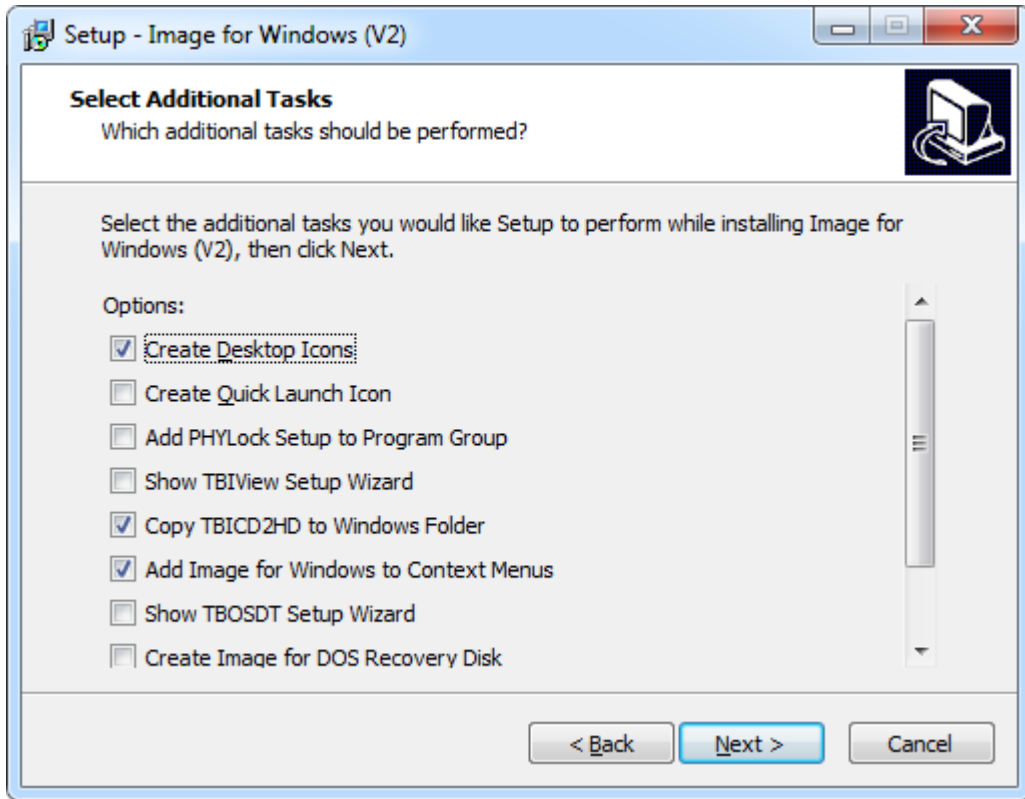 Setup - Image for Windows (V2)
Select Additional Tasks
Which additional tasks should be performed?
Select the additional tasks you would like Setup to perform while installing Image for
Windows (V2), then click Next.
Options:
Create Desktop Icons
Create Quick Launch Icon
Add PHYLock Setup to Program Group
Show TBIView Setup Wizard
Copy TBICD2HD to Windows Folder
Add Image for Windows to Context Menus
Show TBOSDT Setup Wizard
Create Image for DOS Recovery Disk
< Back Next > Cancel